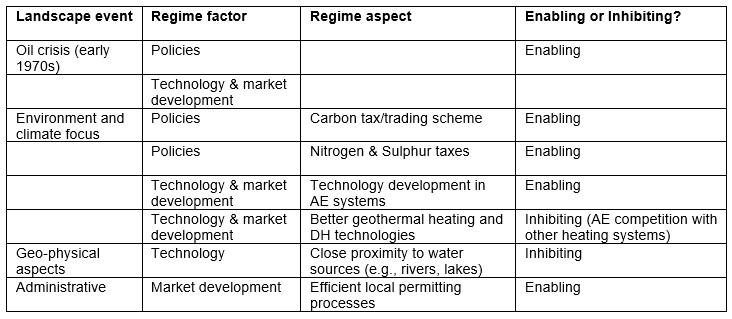 Landscape event Regime factor Regime aspect Enabling or Inhibiting?
Oil crisis (early Policies Enabling
1970s)
Technology & market
development
Environment and Policies Carbon tax/trading scheme Enabling
climate focus
Policies Nitrogen & Sulphur taxes Enabling
Technology & market Technology development in Enabling
development AE systems
Technology & market Better geothermal heating and Inhibiting (AE competition with
development DH technologies other heating systems)
Geo-physical Technology Close proximity to water Inhibiting
aspects sources (e.g., rivers, lakes)
Administrative Market development Efficient local permitting Enabling
processes